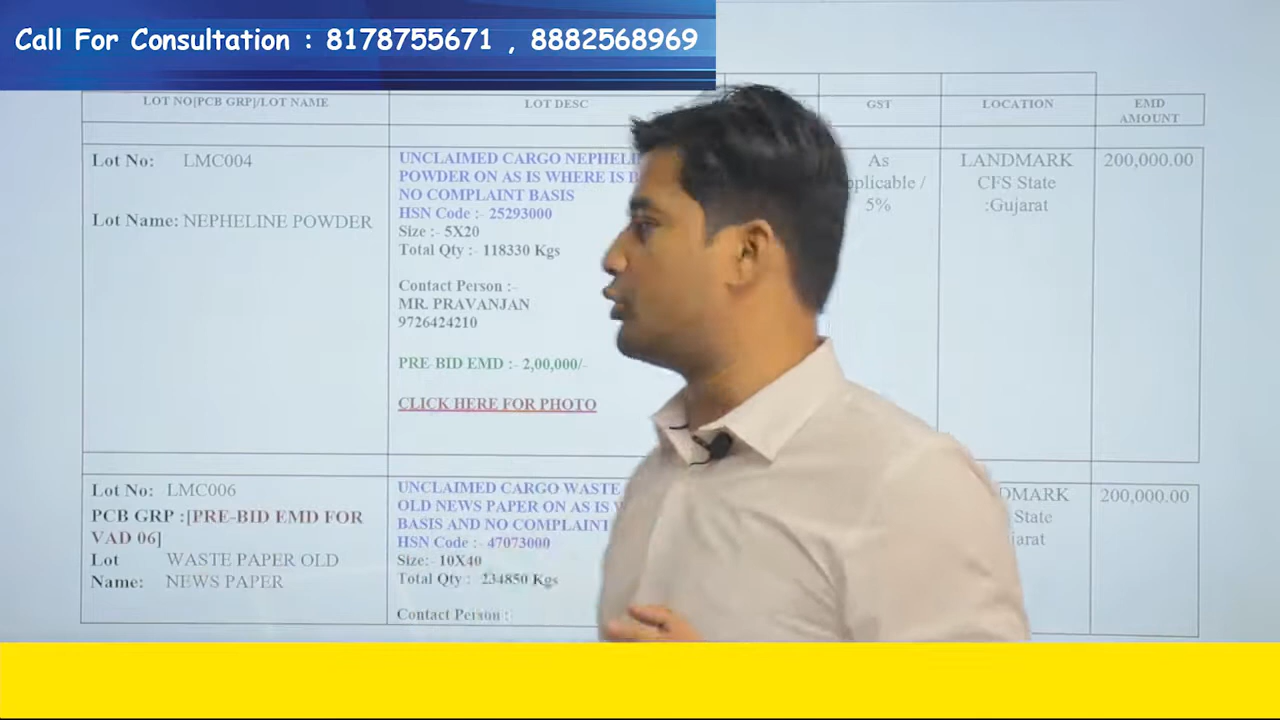 Call For Consultation : 8178755671 , 8882568969
LOT NO[PCB GRP]/LOT NAME
LOT DESC
GST
LOCATION
EMD
AMOUNT
Lot No: LMC004
Lot Name: NEPHELINE POWDER
UNCLAIMED CARGO
POWDER ON AS IS WHERE IS
NO COMPLAINT BASIS
HSN Code :- 25293000
Size :- 5X20
Total Qty :- 118330 Kgs
Contact Person :-
MR. PRAVANJAN
9726424210
PRE-BID EMD :- 2,00,000/-
CLICK HERE FOR PHOTO
As
/
5%
LANDMARK
CFS State
:Gujarat
200,000.00
Lot No: LMC006
PCB GRP :[PRE-BID EMD FOR
VAD 06]
Lot WASTE PAPER OLD
Name: NEWS PAPER
UNCLAIMED CARGO WASTE
OLD NEWS PAPER ON AS IS
BASIS AND NO COMPLAINT
HSN Code :- 47073000
Size:- 10X40
Total Qty : 234850 Kgs
Contact Person :
State
200,000.00